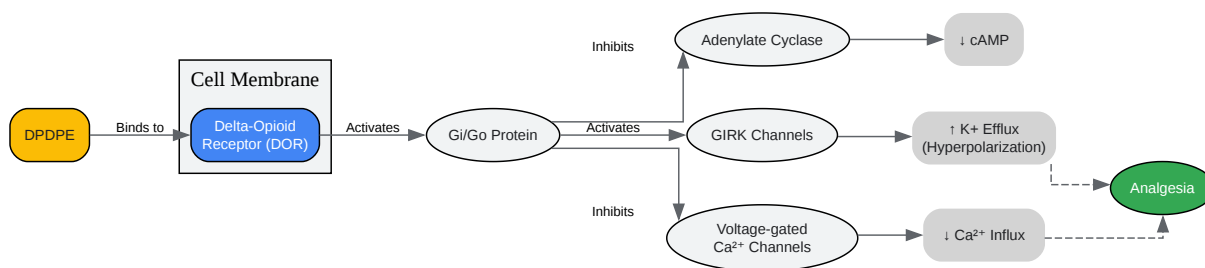 Cell Membrane
DPDPE
Binds to
Delta-Opioid
Receptor (DOR)
Activates
Gi/Go Protein
Inhibits
Adenylate Cyclase
↓ cAMP
Activates
GIRK Channels
↑ K+ Efflux
(Hyperpolarization)
Inhibits
Voltage-gated
Ca²⁺ Channels
↓ Ca²⁺ Influx
Analgesia